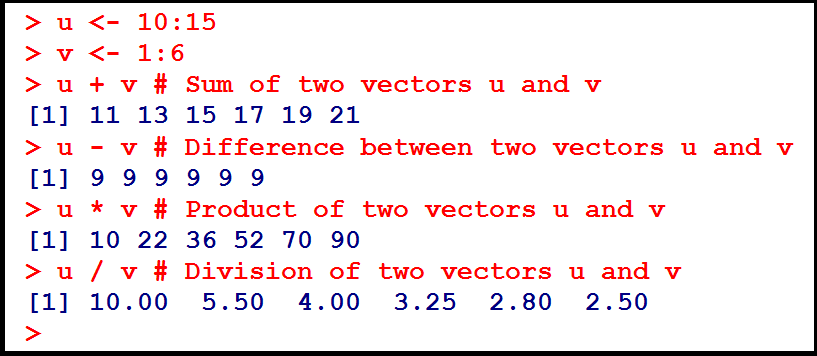 > u <- 10:15
> v <- 1:6
> u + v # Sum of two vectors u and v
[1] 11 13 15 17 19 21
> u - v # Difference between two vectors u and v
[1] 9 9 9 9 9 9
> u * v # Product of two vectors u and v
[1] 10 22 36 52 70 90
> u / v # Division of two vectors u and v
[1] 10.00  5.50  4.00  3.25  2.80  2.50
>